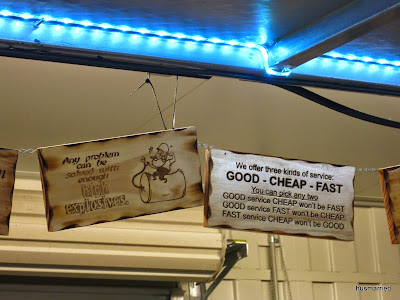 Any problem
can be
solved with
enough
high
explosives.
We offer three kinds of service:
GOOD - CHEAP - FAST
You can pick any two
GOOD service CHEAP won't be FAST
GOOD service FAST won't be CHEAP
FAST service CHEAP won't be GOOD
husmarried